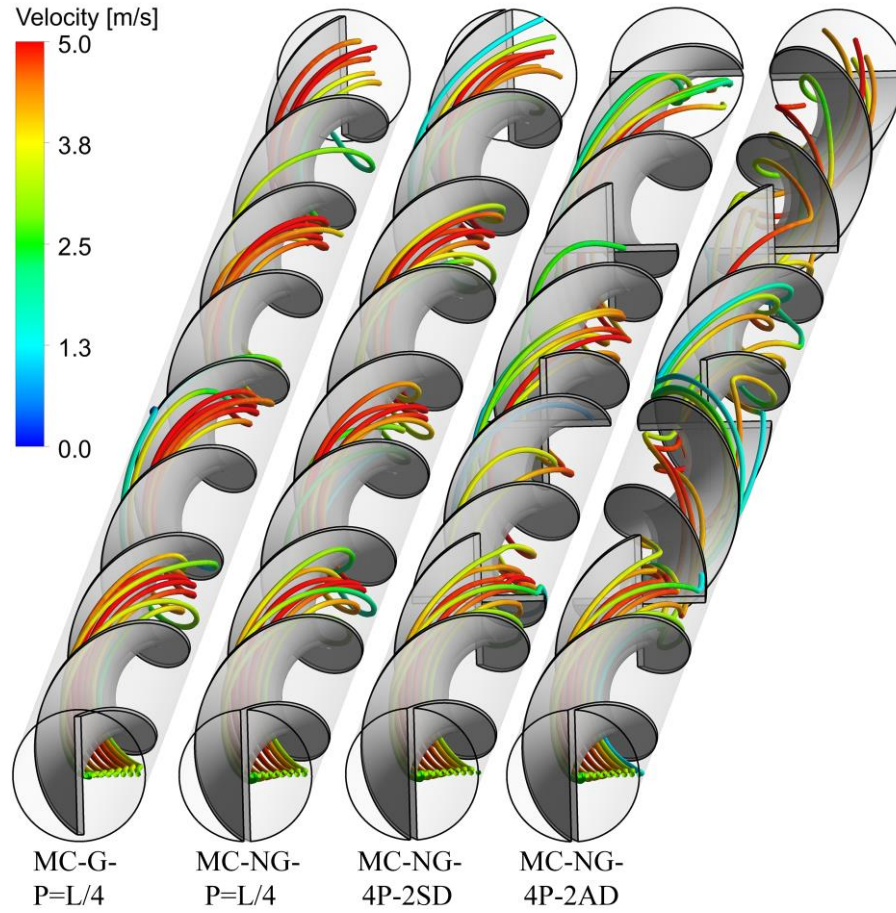 Velocity [m/s]
5.0
3.8
2.5
1.3
0.0
MC-G-
P=L/4
MC-NG-
P=L/4
MC-NG-
4P-2SD
MC-NG-
4P-2AD